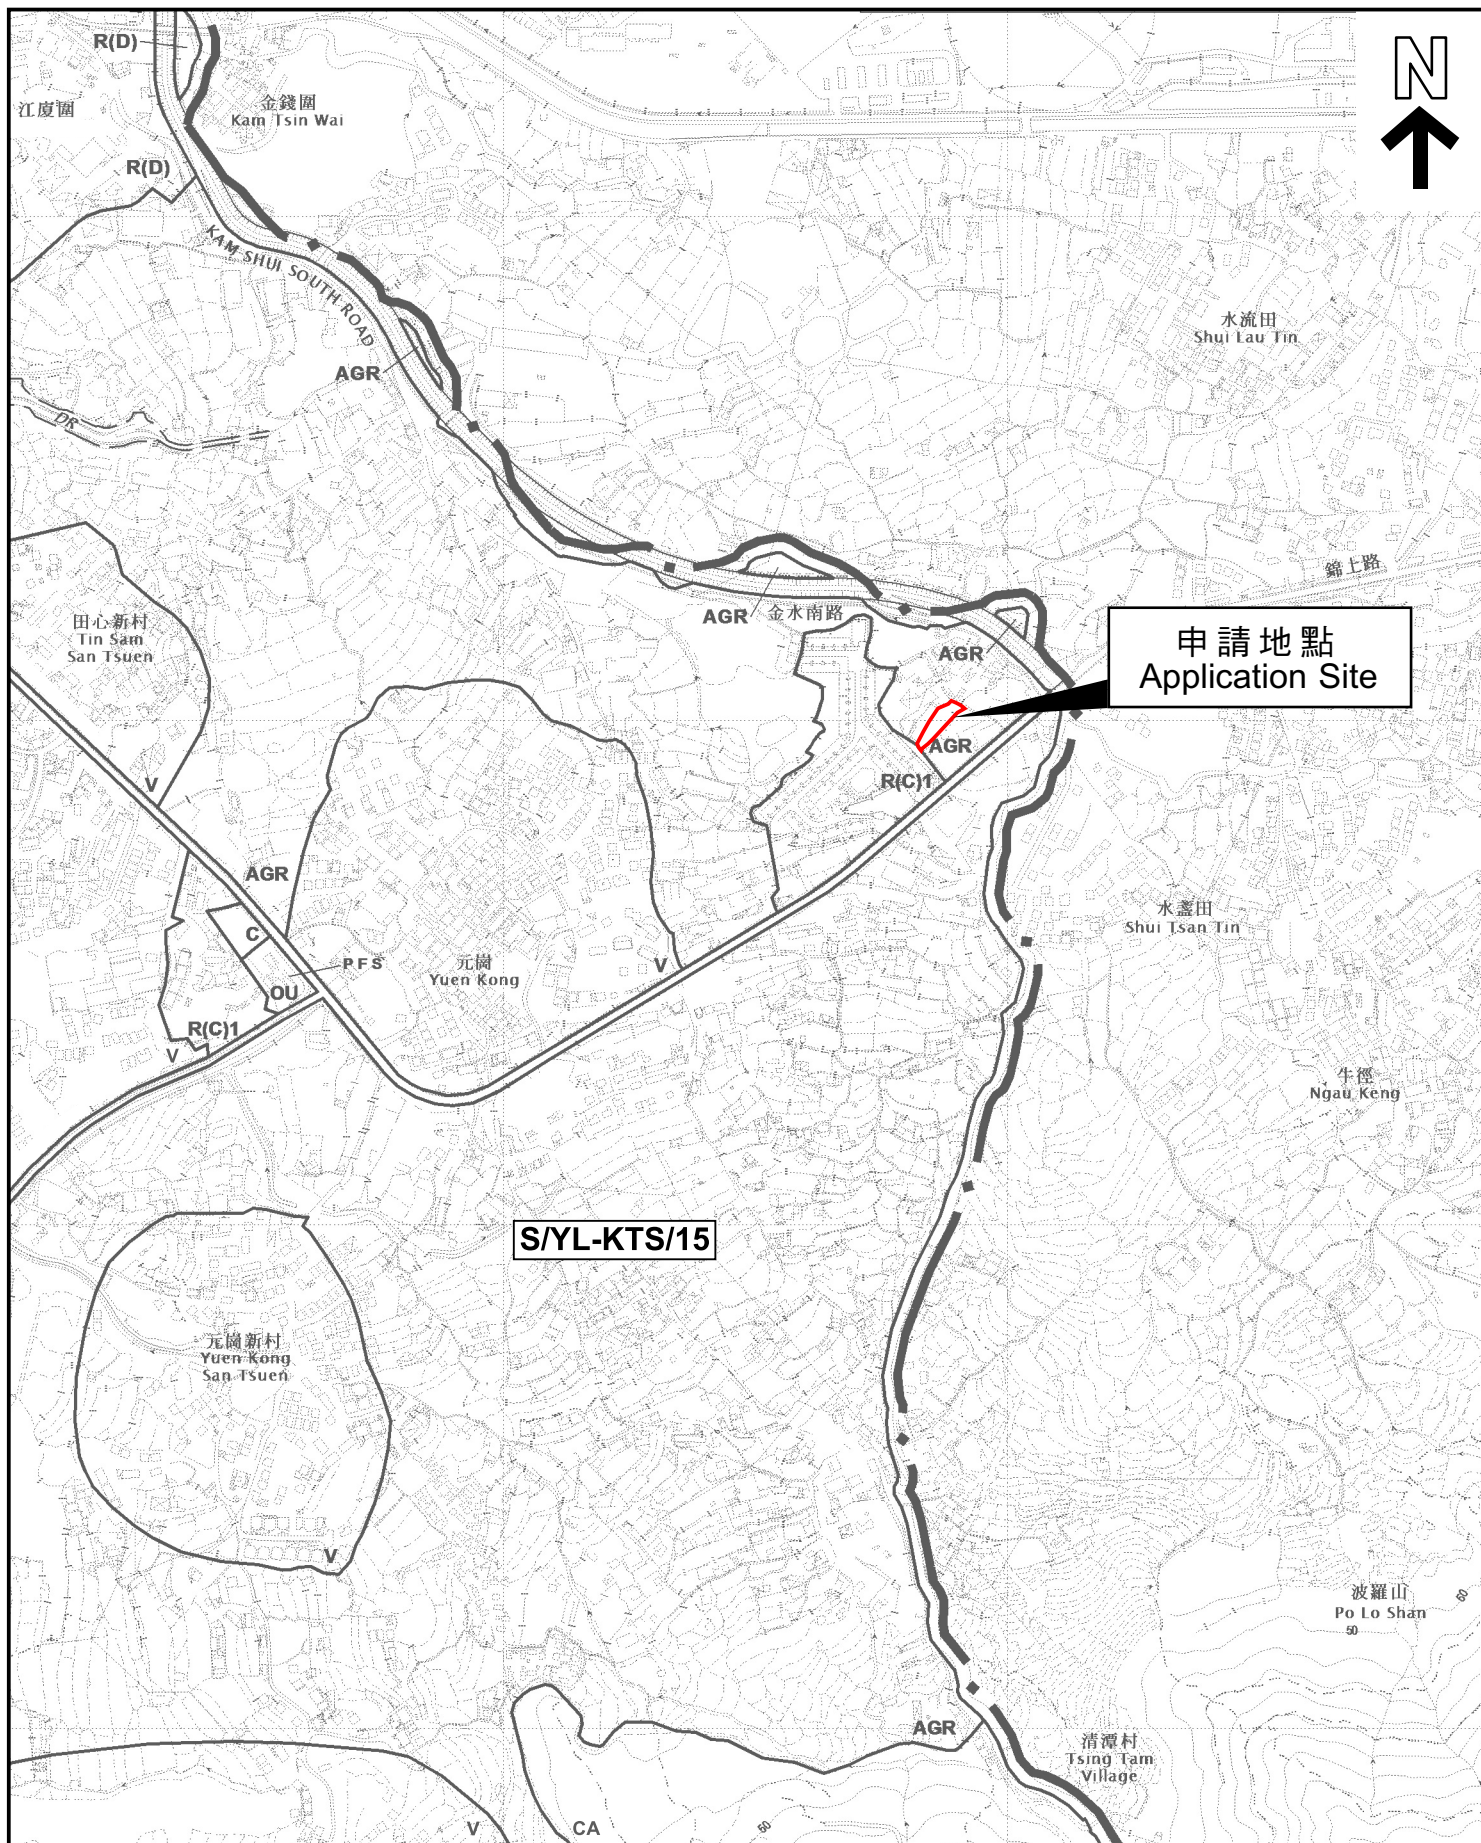 R(D)
N
江廈圍
金錢圍
Kam Tsin Wai
R(D)
KAM SHUI SOUTH ROAD
水流田
Shui Lau Tin
AGR
DR
錦上路
田心新村
Tin Sam
San Tsuen
AGR
金水南路
AGR
申請地點
Application Site
AGR
R(C)1
V
AGR
C
PFS
OU
R(C)1
V
元崗
Yuen Kong
V
水盞田
Shui Tsan Tin
牛徑
Ngau Keng
S/YL-KTS/15
元崗新村
Yuen Kong
San Tsuen
V
波羅山
Po Lo Shan
50
60
AGR
清潭村
Tsing Tam
Village
V
CA
50